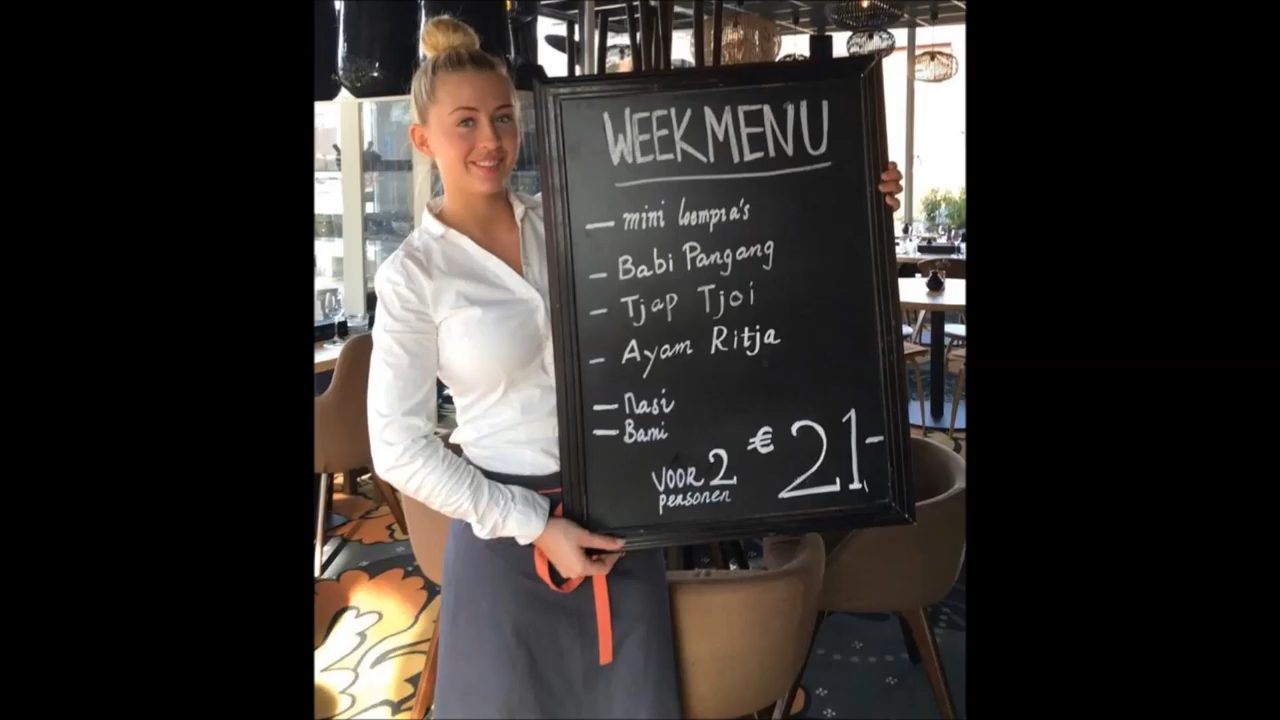 WEEKMENU
— mini loempia's
– Babi Pangang
– Tjap Tjoi
– Ayam Ritja
— Nasi
— Bami
VOOR 2 personen € 21-